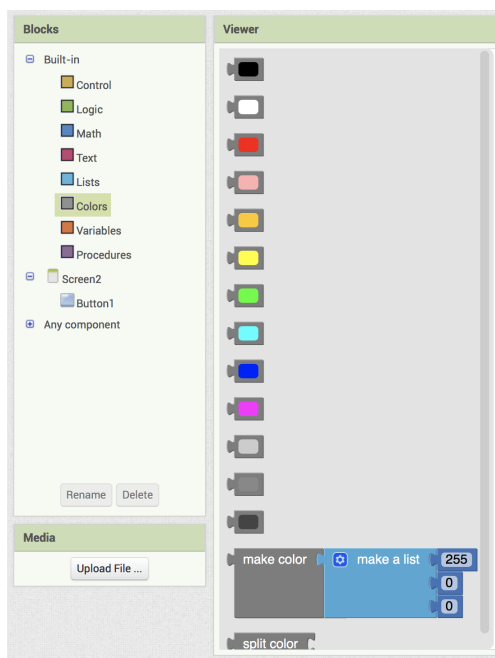 Blocks
Built-in
Control
Logic
Math
Text
Lists
Colors
Variables
Procedures
Screen2
Button1
Any component
Rename Delete
Media
Upload File ...
Viewer
make color make a list 255
0
0
split color